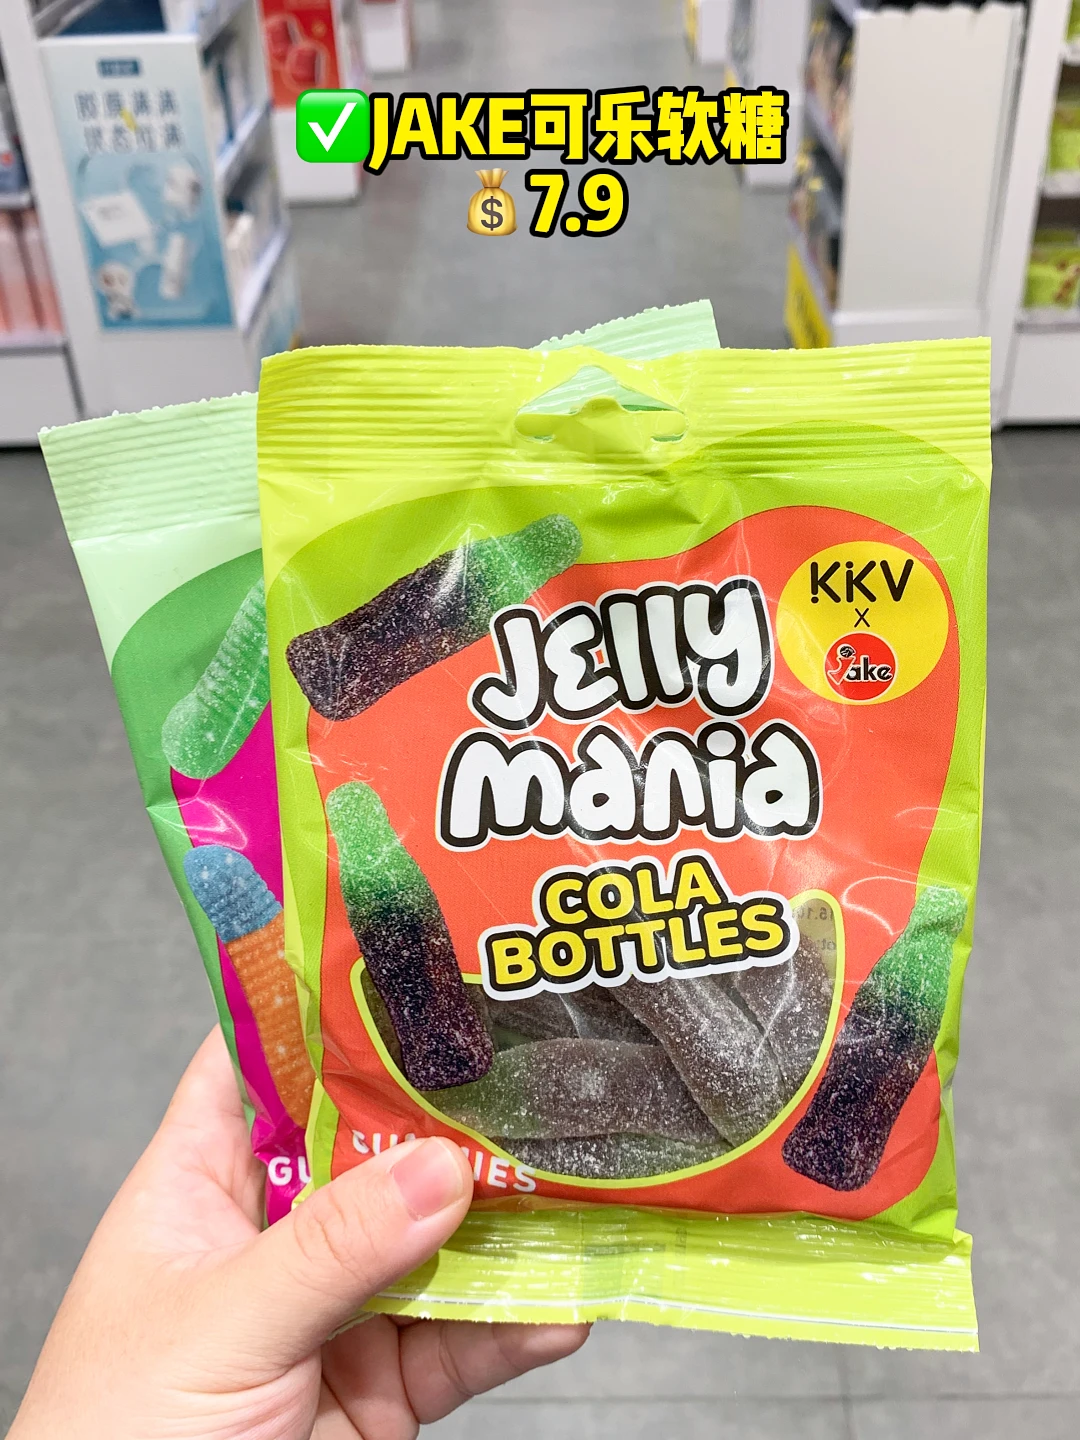 ✅JAKE可乐软糖
💰7.9
KKV
X
Jake
Jelly
mania
COLA
BOTTLES